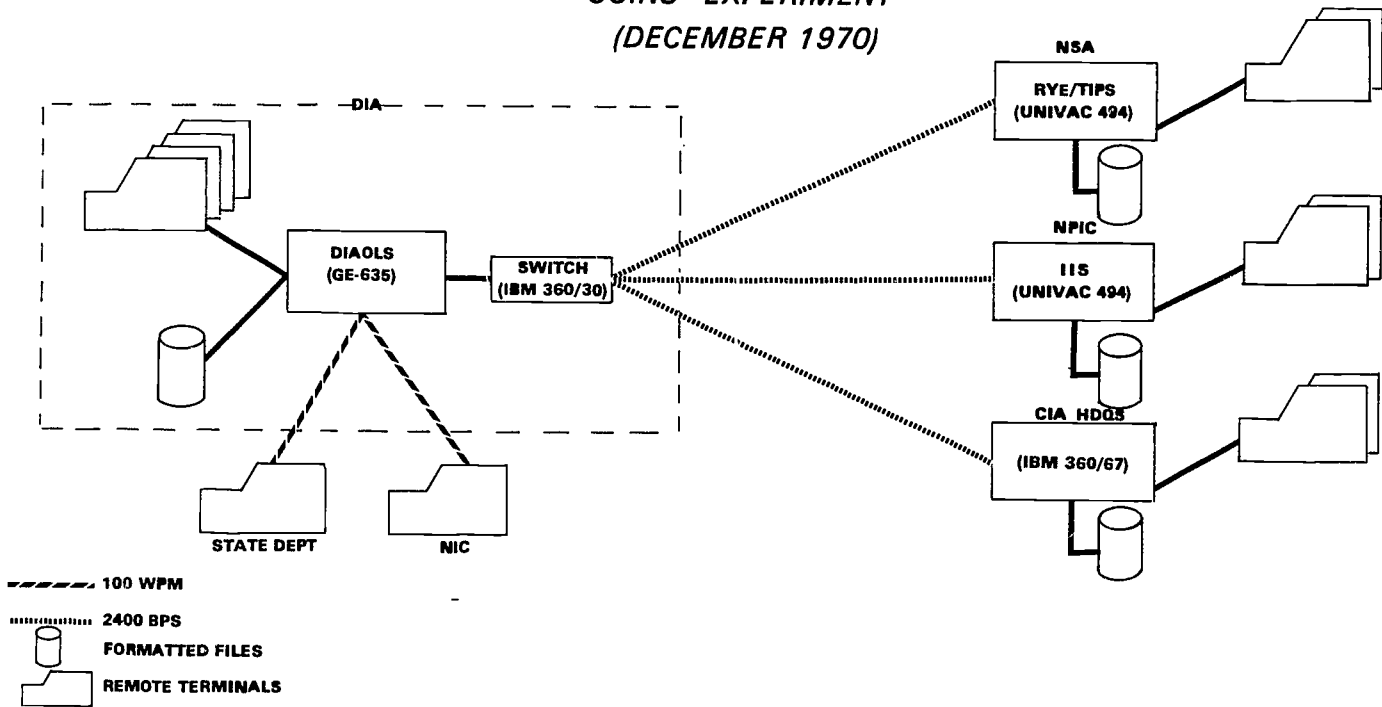 (DECEMBER 1970)
DIA
DIAOLS
(GE-635)
SWITCH
(IBM 360/30)
STATE DEPT
NIC
NSA
RYE/TIPS
(UNIVAC 494)
NPIC
IIS
(UNIVAC 494)
CIA HDQS
(IBM 360/67)
100 WPM
2400 BPS
FORMATTED FILES
REMOTE TERMINALS